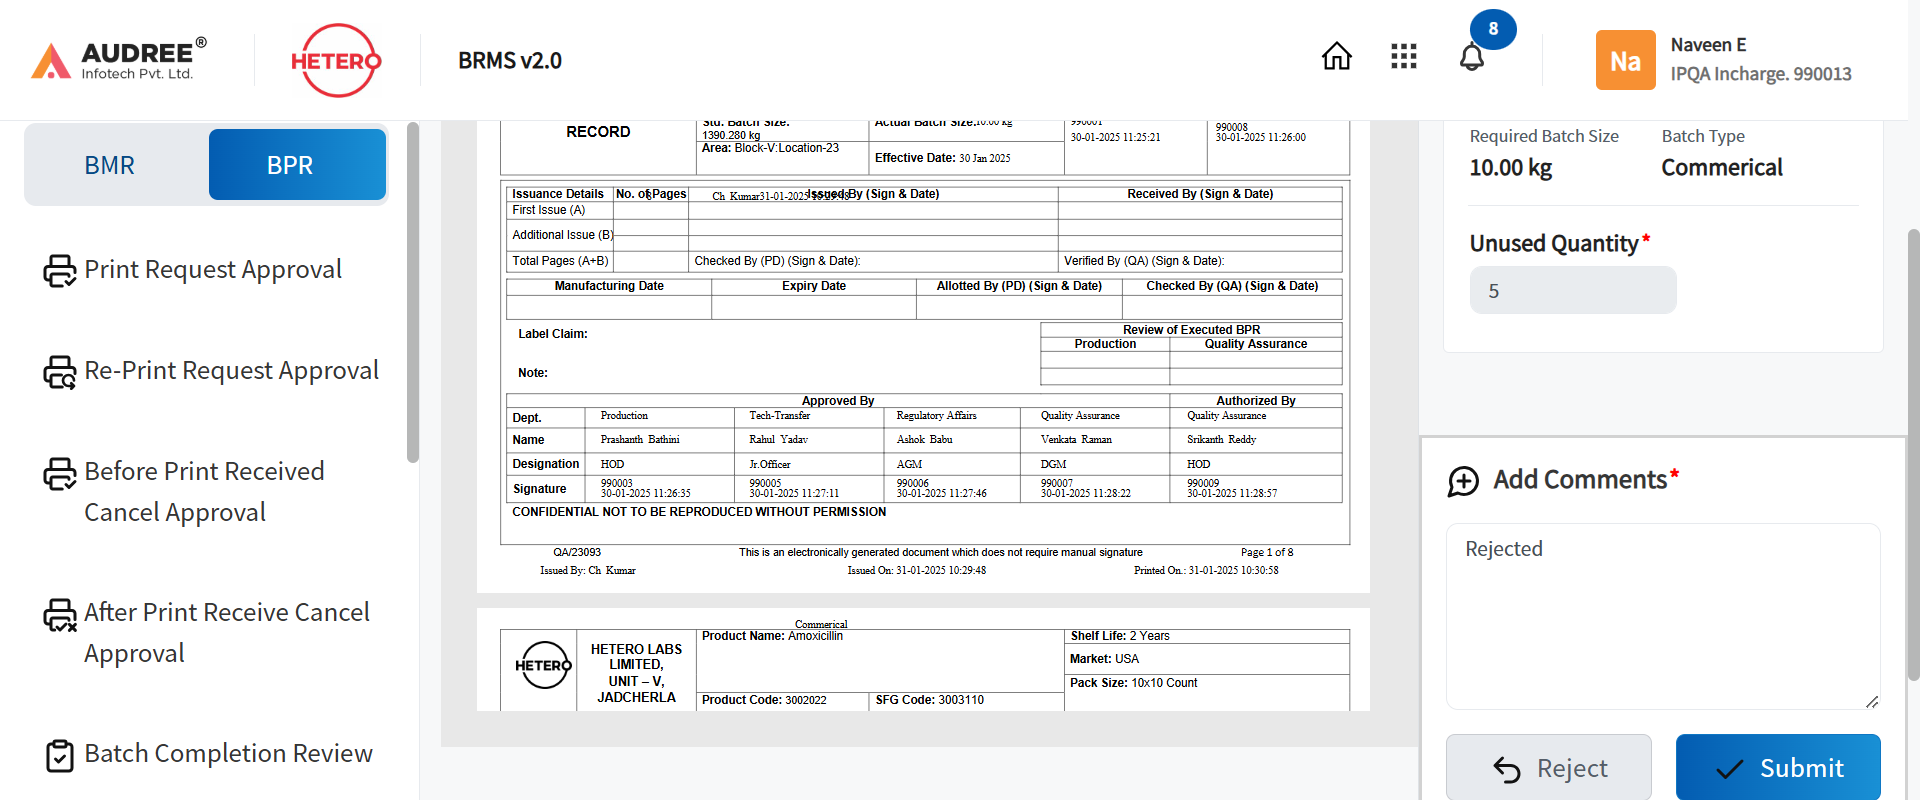 AUDREE®
Infotech Pvt. Ltd.
HETERO
BRMS v2.0
8
Na
Naveen E
IPQA Incharge. 990013
BMR
BPR
Print Request Approval
Re-Print Request Approval
Before Print Received
Cancel Approval
After Print Receive Cancel
Approval
Batch Completion Review
RECORD
Std. Batch Size:
1390.280 kg
Area: Block-V:Location-23
Actual Batch Size:10.00 kg
Effective Date: 30 Jan 2025
990001
30-01-2025 11:25:21
990008
30-01-2025 11:26:00
Issuance Details
No. of Pages
Ch Kumar31-01-2025 10:29:48
Issued By (Sign & Date)
Received By (Sign & Date)
First Issue (A)
Additional Issue (B)
Total Pages (A+B)
Checked By (PD) (Sign & Date):
Verified By (QA) (Sign & Date):
Manufacturing Date
Expiry Date
Allotted By (PD) (Sign & Date)
Checked By (QA) (Sign & Date)
Label Claim:
Note:
Review of Executed BPR
Production
Quality Assurance
Approved By
Authorized By
Dept.
Production
Tech-Transfer
Regulatory Affairs
Quality Assurance
Quality Assurance
Name
Prashanth Bathini
Rahul Yadav
Ashok Babu
Venkata Raman
Srikanth Reddy
Designation
HOD
Jr.Officer
AGM
DGM
HOD
Signature
990003
30-01-2025 11:26:35
990005
30-01-2025 11:27:11
990006
30-01-2025 11:27:46
990007
30-01-2025 11:28:22
990009
30-01-2025 11:28:57
CONFIDENTIAL NOT TO BE REPRODUCED WITHOUT PERMISSION
QA/23093
This is an electronically generated document which does not require manual signature
Page 1 of 8
Issued By: Ch Kumar
Issued On: 31-01-2025 10:29:48
Printed On.: 31-01-2025 10:30:58
Commerical
HETERO
HETERO LABS
LIMITED,
UNIT – V,
JADCHERLA
Product Name: Amoxicillin
Product Code: 3002022
SFG Code: 3003110
Shelf Life: 2 Years
Market: USA
Pack Size: 10x10 Count
Required Batch Size
10.00 kg
Batch Type
Commerical
Unused Quantity*
5
Add Comments*
Rejected
Reject
Submit